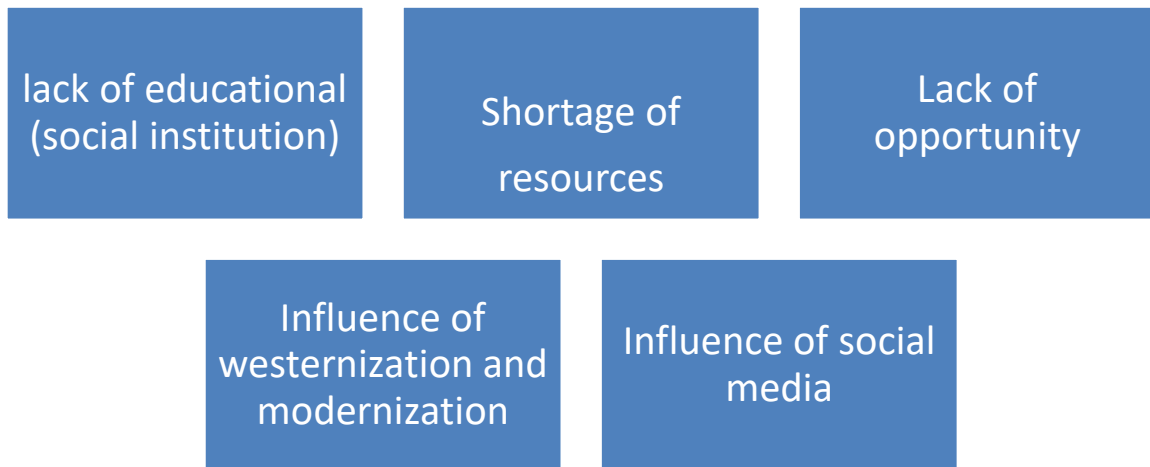 lack of educational
(social institution)
Shortage of
resources
Lack of
opportunity
Influence of
westernization and
modernization
Influence of social
media